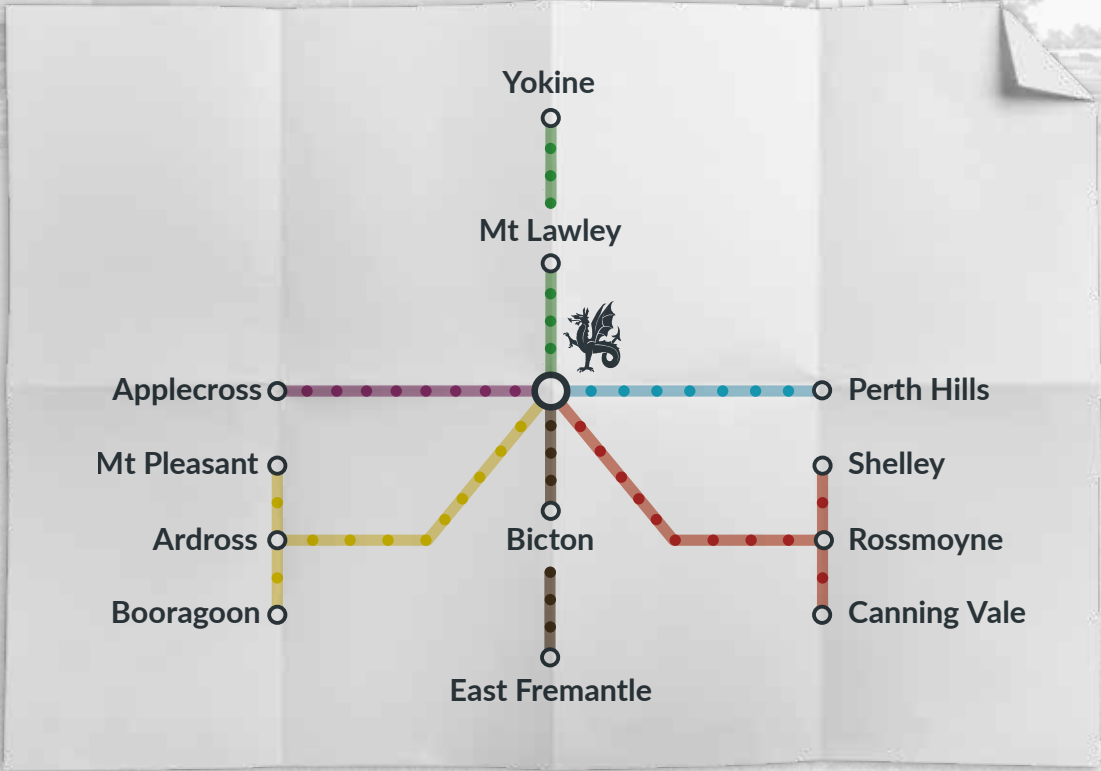 Yokine
Mt Lawley
Applecross
Perth Hills
Mt Pleasant
Shelley
Ardross
Bicton
Rossmoyne
Booragoon
Canning Vale
East Fremantle